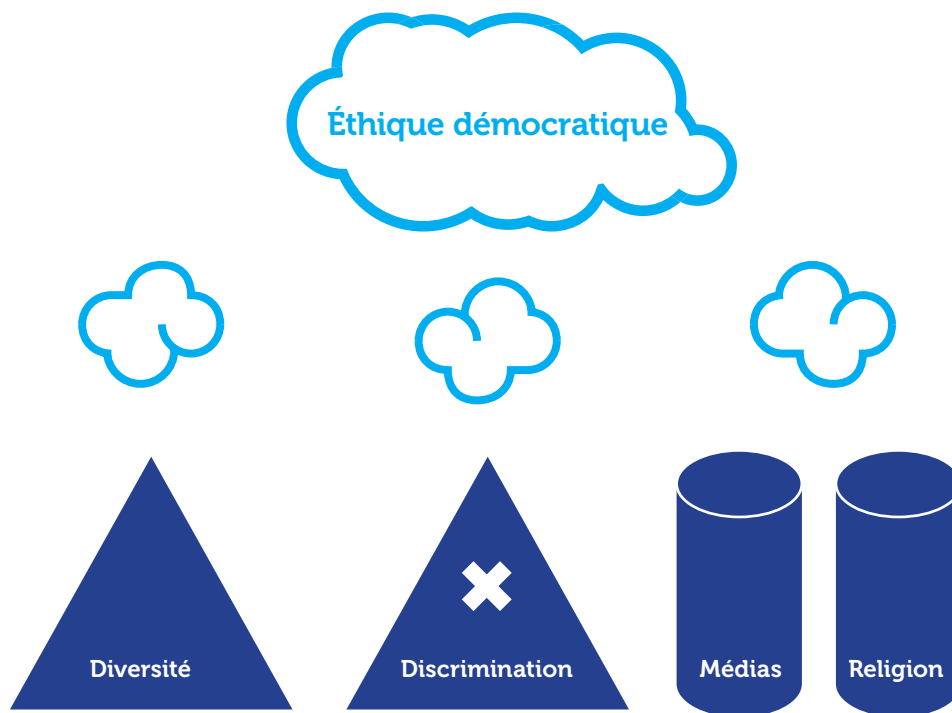 Éthique démocratique
Diversité
Discrimination
Médias
Religion